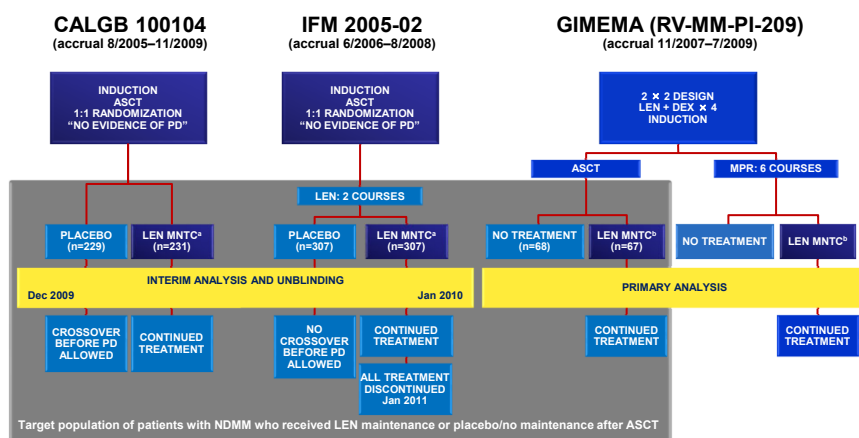 CALGB 100104
(accrual 8/2005–11/2009)
IFM 2005-02
(accrual 6/2006–8/2008)
GIMEMA (RV-MM-PI-209)
(accrual 11/2007–7/2009)
INDUCTION
ASCT
1:1 RANDOMIZATION
“NO EVIDENCE OF PD”
INDUCTION
ASCT
1:1 RANDOMIZATION
“NO EVIDENCE OF PD”
2 × 2 DESIGN
LEN + DEX × 4
INDUCTION
ASCT
MPR: 6 COURSES
LEN: 2 COURSES
PLACEBO
(n=229)
LEN MNTCᵃ
(n=231)
PLACEBO
(n=307)
LEN MNTCᵃ
(n=307)
NO TREATMENT
(n=68)
LEN MNTCᵇ
(n=67)
NO TREATMENT
LEN MNTCᵇ
INTERIM ANALYSIS AND UNBLINDING
Dec 2009
Jan 2010
PRIMARY ANALYSIS
CROSSOVER
BEFORE PD
ALLOWED
CONTINUED
TREATMENT
NO
CROSSOVER
BEFORE PD
ALLOWED
CONTINUED
TREATMENT
ALL TREATMENT
DISCONTINUED
Jan 2011
CONTINUED
TREATMENT
CONTINUED
TREATMENT
Target population of patients with NDMM who received LEN maintenance or placebo/no maintenance after ASCT